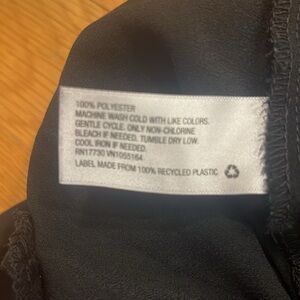 100% POLYESTER
MACHINE WASH COLD WITH LIKE COLORS.
GENTLE CYCLE. ONLY NON-CHLORINE
BLEACH IF NEEDED. TUMBLE DRY LOW.
COOL IRON IF NEEDED.
RN17730 VN1055164
LABEL MADE FROM 100% RECYCLED PLASTIC